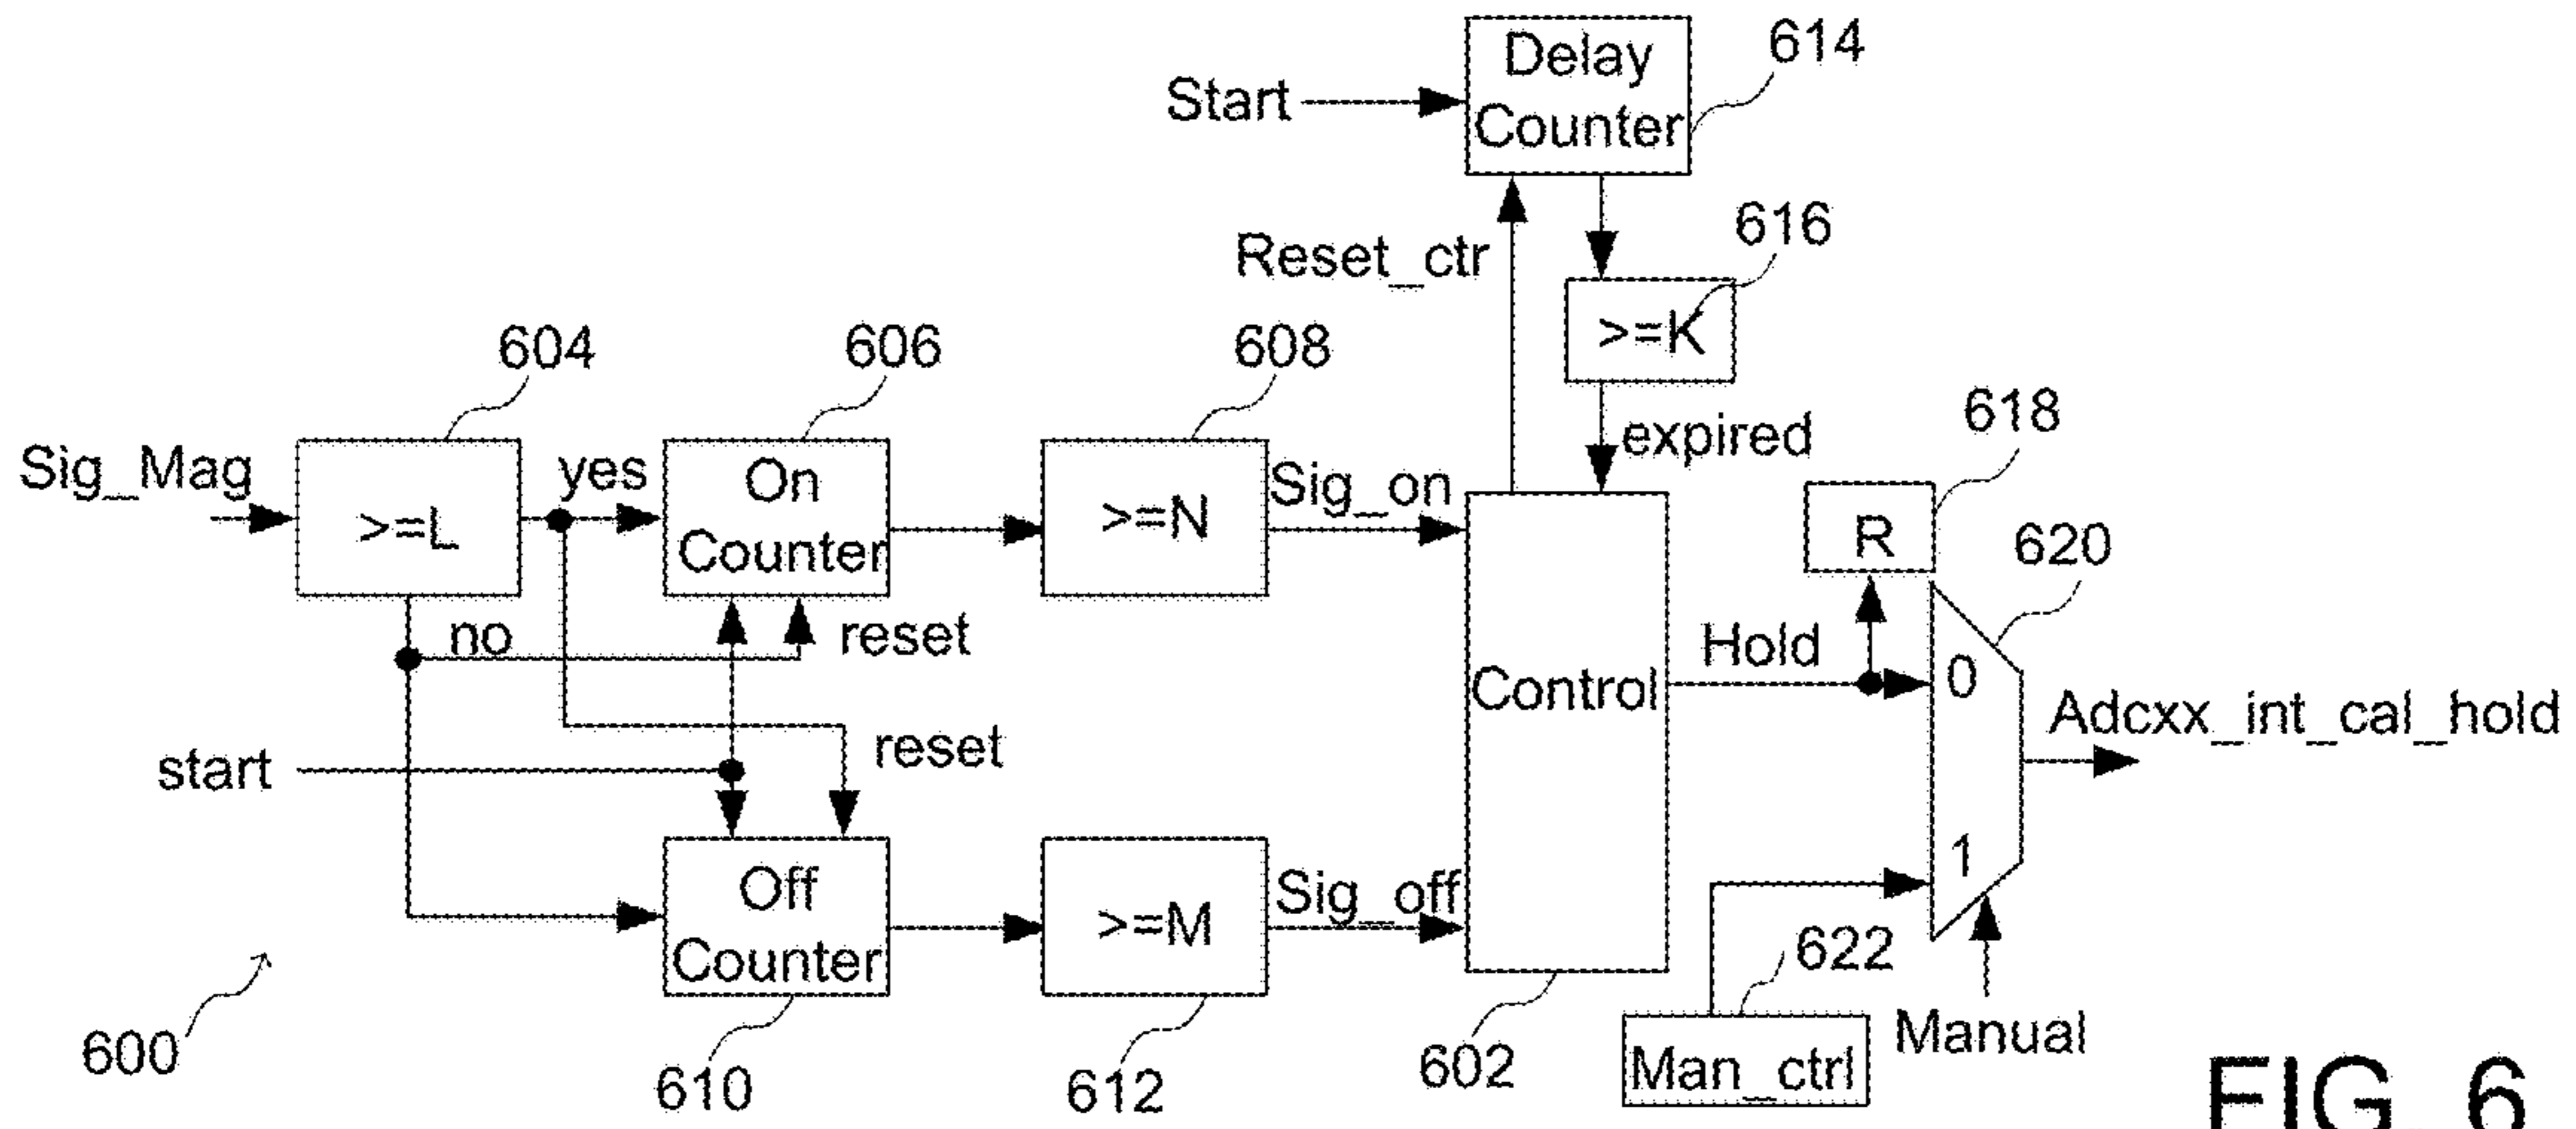 Delay
Counter
614
Start
Reset_ctr
616
>=K
expired
604
606
608
618
Sig_Mag
>=L
yes
On
Counter
>=N
Sig_on
R
620
no
reset
Hold
0
Control
Adcxx_int_cal_hold
start
reset
1
Off
Counter
>=M
Sig_off
622
600
610
612
602
Man_ctrl
Manual
FIG. 6